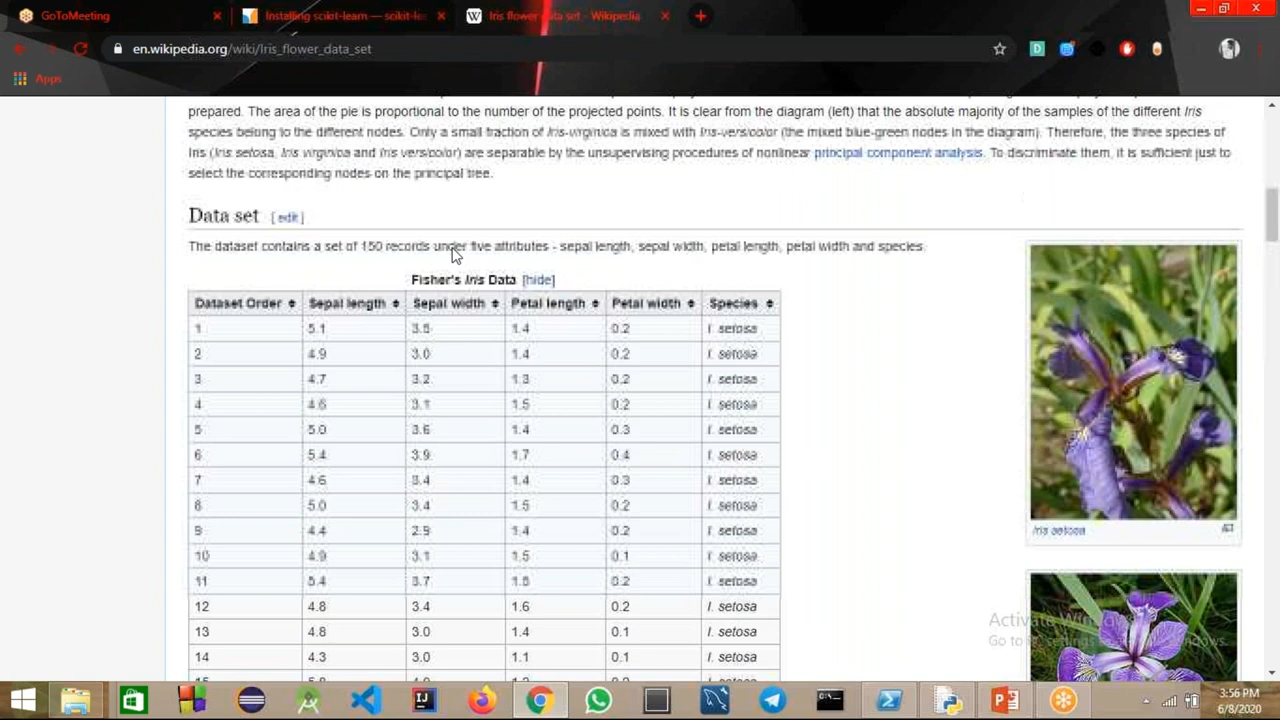 GoToMeeting
Installing scikit-learn — scikit-le
Iris flower data set - Wikipedia
en.wikipedia.org/wiki/Iris_flower_data_set
Apps
prepared. The area of the pie is proportional to the number of the projected points. It is clear from the diagram (left) that the absolute majority of the samples of the different Iris
species belong to the different nodes. Only a small fraction of Iris-virginica is mixed with Iris-versicolor (the mixed blue-green nodes in the diagram). Therefore, the three species of
Iris (Iris setosa, Iris virginica and Iris versicolor) are separable by the unsupervising procedures of nonlinear principal component analysis. To discriminate them, it is sufficient just to
select the corresponding nodes on the principal tree.
Data set [ edit ]
The dataset contains a set of 150 records under five attributes - sepal length, sepal width, petal length, petal width and species.
Fisher's Iris Data [hide]
Dataset Order Sepal length Sepal width Petal length Petal width Species
1 5.1 3.5 1.4 0.2 I. setosa
2 4.9 3.0 1.4 0.2 I. setosa
3 4.7 3.2 1.3 0.2 I. setosa
4 4.6 3.1 1.5 0.2 I. setosa
5 5.0 3.6 1.4 0.3 I. setosa
6 5.4 3.9 1.7 0.4 I. setosa
7 4.6 3.4 1.4 0.3 I. setosa
8 5.0 3.4 1.5 0.2 I. setosa
9 4.4 2.9 1.4 0.2 I. setosa
10 4.9 3.1 1.5 0.1 I. setosa
11 5.4 3.7 1.5 0.2 I. setosa
12 4.8 3.4 1.6 0.2 I. setosa
13 4.8 3.0 1.4 0.1 I. setosa
14 4.3 3.0 1.1 0.1 I. setosa
Iris setosa
Activate Windows
Go to settings to activate Windows.
3:56 PM
6/8/2020